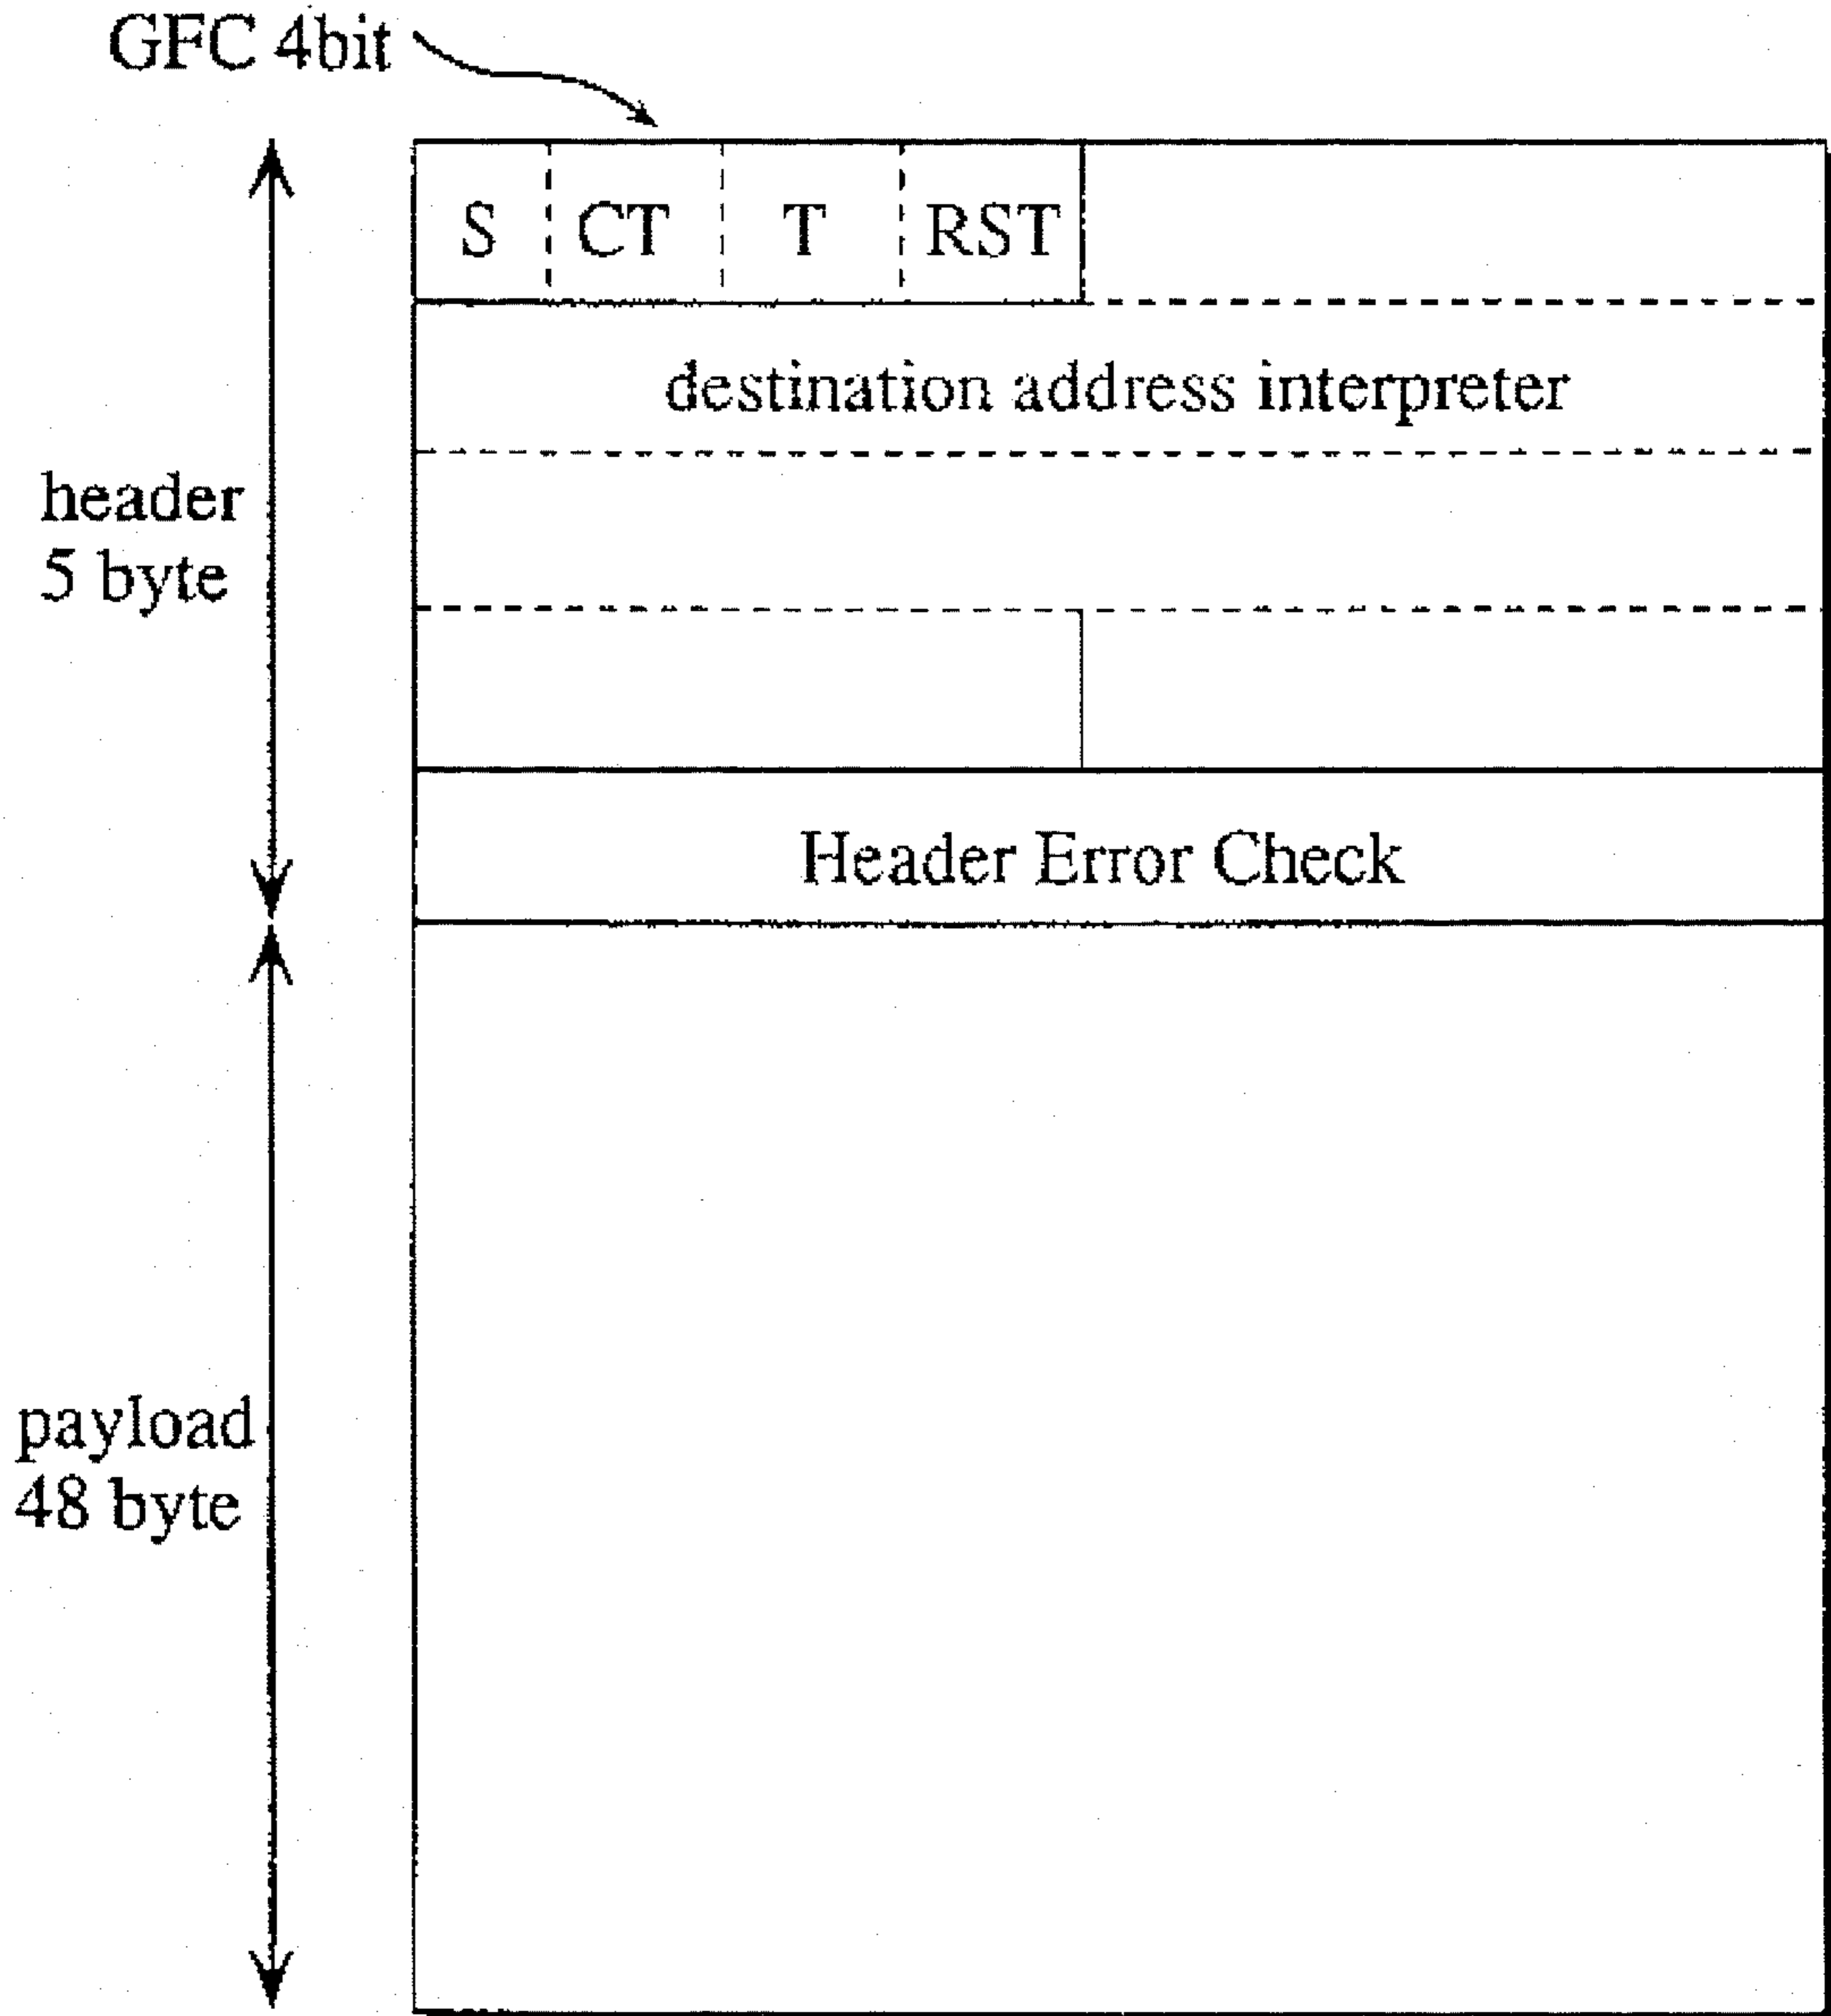 GFC 4bit
S CT T RST
destination address interpreter
header
5 byte
Header Error Check
payload
48 byte